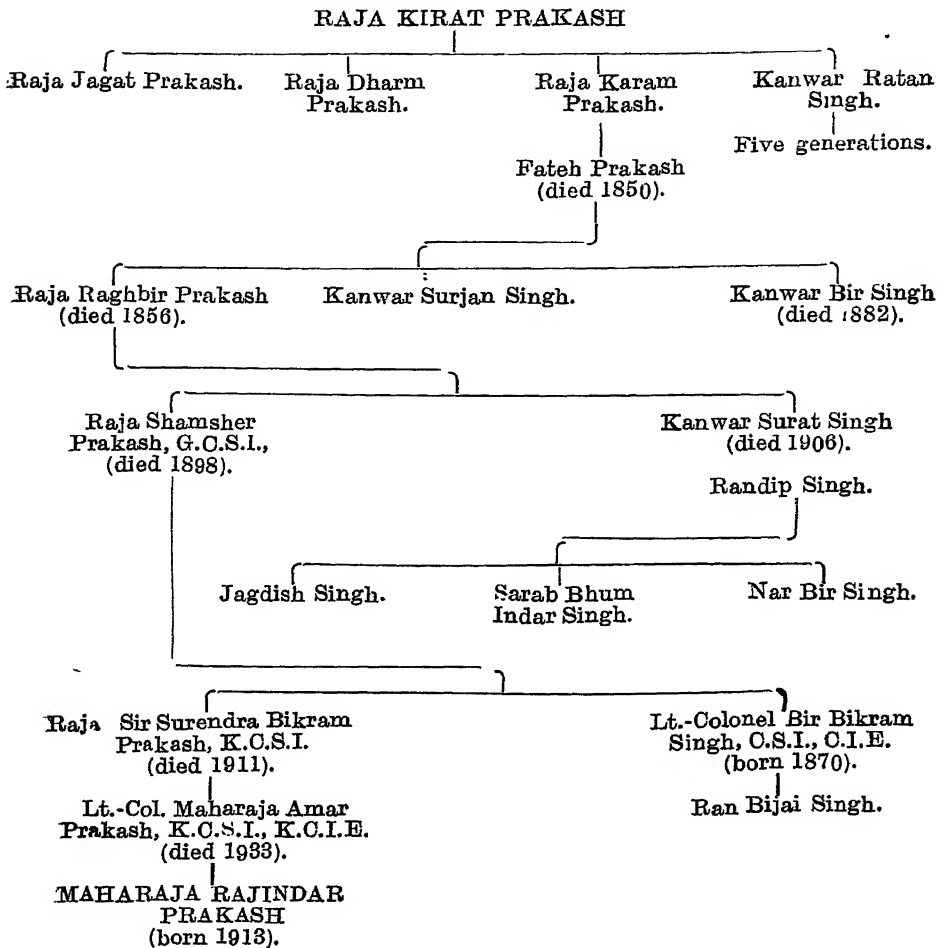 RAJA KIRAT PRAKASH
Raja Jagat Prakash.
Raja Dharm
Prakash.
Raja Karam
Prakash.
Kanwar Ratan
Singh.
Five generations.
Fateh Prakash
(died 1850).
Raja Raghbir Prakash
(died 1856).
Kanwar Surjan Singh.
Kanwar Bir Singh
(died 1882).
Raja Shamsher
Prakash, G.C.S.I.,
(died 1898).
Kanwar Surat Singh
(died 1906).
Randip Singh.
Jagdish Singh.
Sarab Bhum
Indar Singh.
Nar Bir Singh.
Raja Sir Surendra Bikram
Prakash, K.C.S.I.
(died 1911).
Lt.-Colonel Bir Bikram
Singh, C.S.I., C.I.E.
(born 1870).
Lt.-Col. Maharaja Amar
Prakash, K.C.S.I., K.C.I.E.
(died 1933).
Ran Bijai Singh.
MAHARAJA RAJINDAR
PRAKASH
(born 1913).